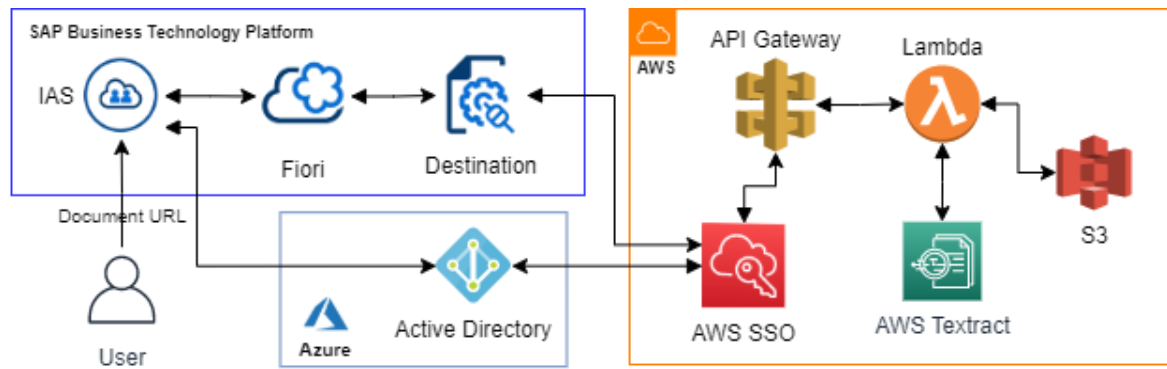 SAP Business Technology Platform
IAS
Fiori
Destination
Document URL
User
Azure
Active Directory
AWS
API Gateway
Lambda
S3
AWS SSO
AWS Textract